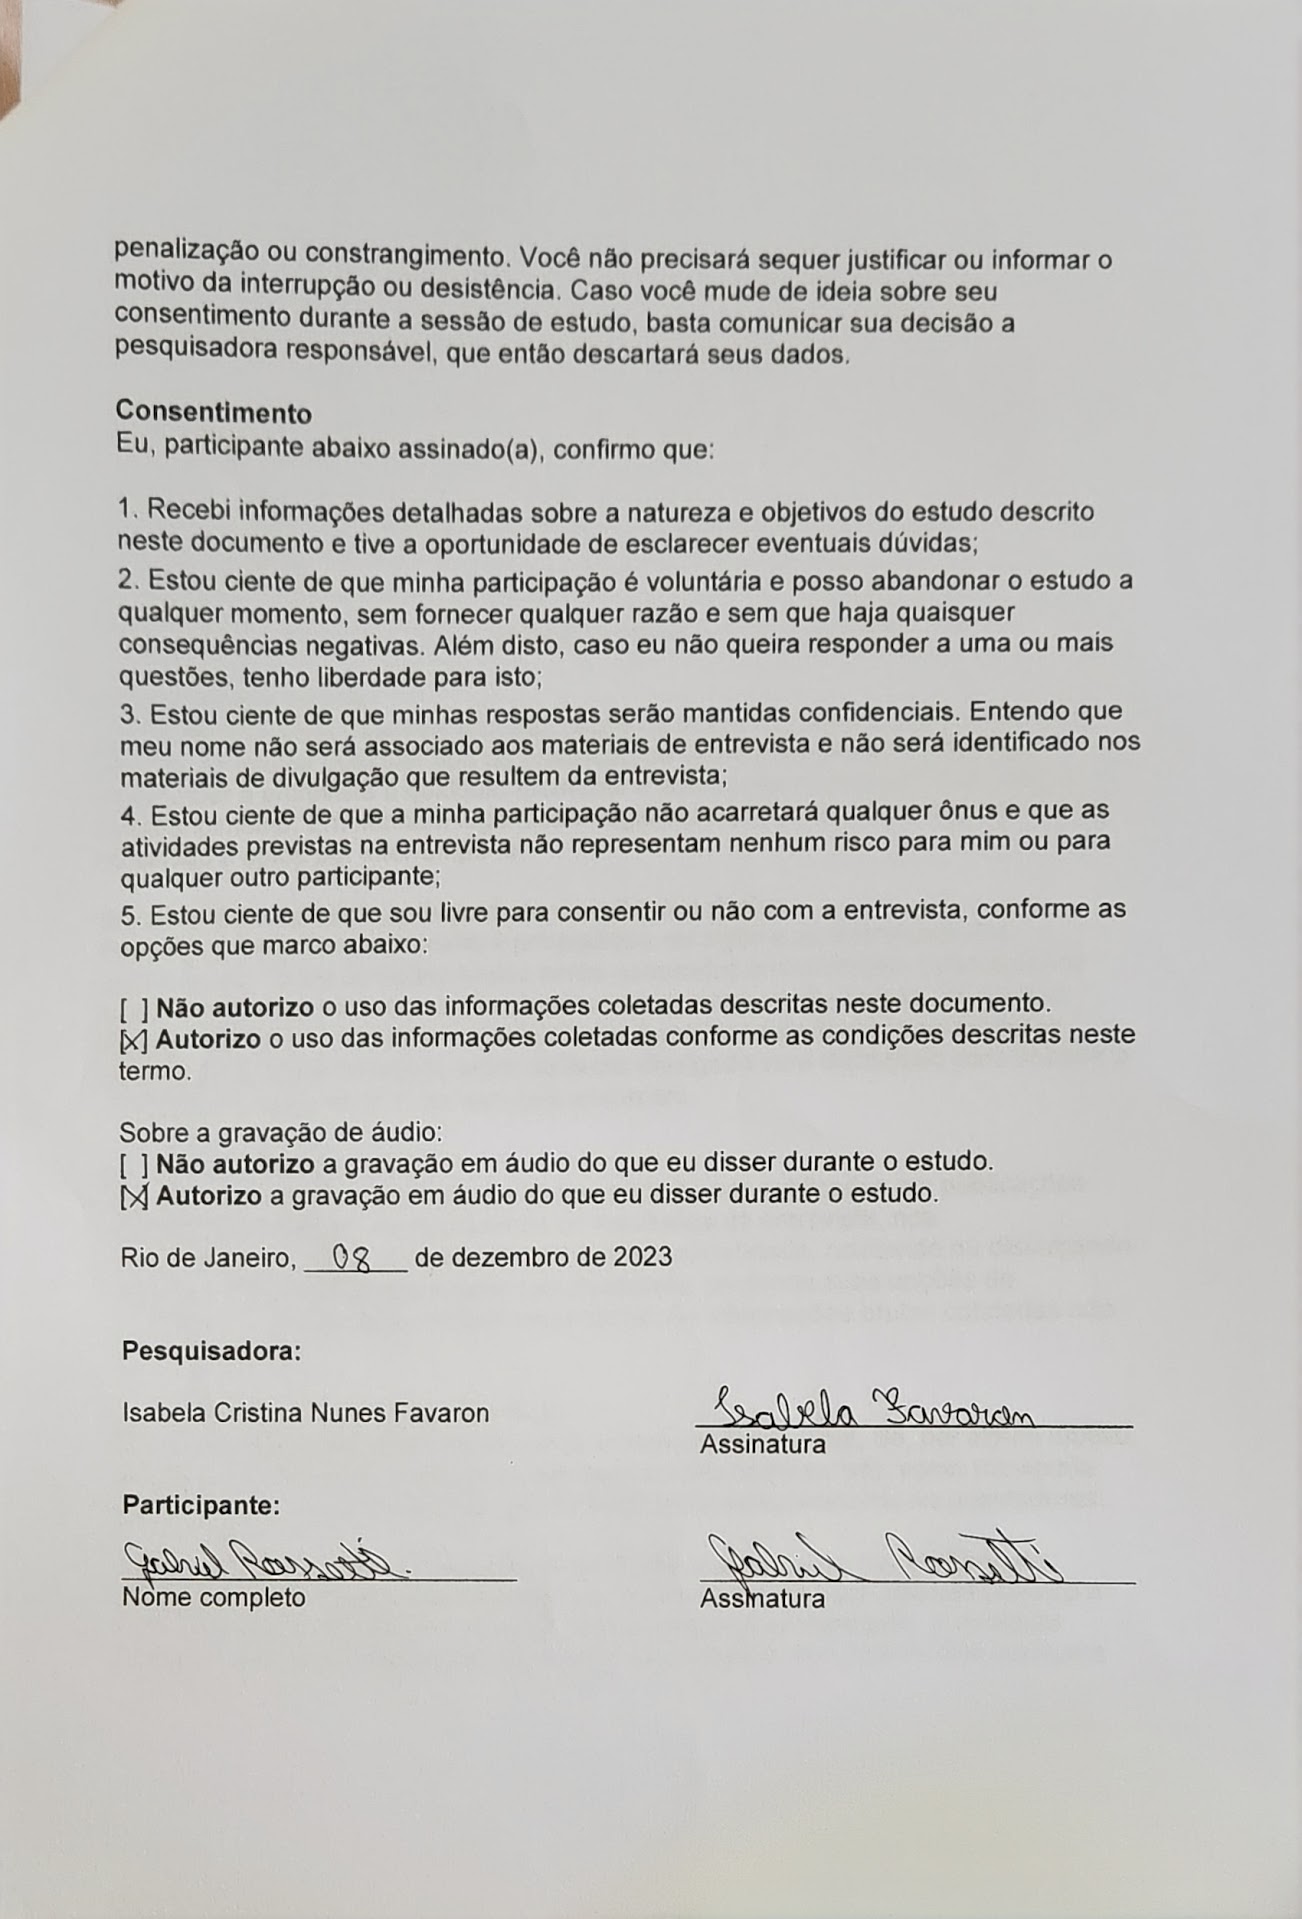 penalização ou constrangimento. Você não precisará sequer justificar ou informar o
motivo da interrupção ou desistência. Caso você mude de ideia sobre seu
consentimento durante a sessão de estudo, basta comunicar sua decisão a
pesquisadora responsável, que então descartará seus dados.
Consentimento
Eu, participante abaixo assinado(a), confirmo que:
1. Recebi informações detalhadas sobre a natureza e objetivos do estudo descrito
neste documento e tive a oportunidade de esclarecer eventuais dúvidas;
2. Estou ciente de que minha participação é voluntária e posso abandonar o estudo a
qualquer momento, sem fornecer qualquer razão e sem que haja quaisquer
consequências negativas. Além disto, caso eu não queira responder a uma ou mais
questões, tenho liberdade para isto;
3. Estou ciente de que minhas respostas serão mantidas confidenciais. Entendo que
meu nome não será associado aos materiais de entrevista e não será identificado nos
materiais de divulgação que resultem da entrevista;
4. Estou ciente de que a minha participação não acarretará qualquer ônus e que as
atividades previstas na entrevista não representam nenhum risco para mim ou para
qualquer outro participante;
5. Estou ciente de que sou livre para consentir ou não com a entrevista, conforme as
opções que marco abaixo:
[ ] Não autorizo o uso das informações coletadas descritas neste documento.
[X] Autorizo o uso das informações coletadas conforme as condições descritas neste
termo.
Sobre a gravação de áudio:
[ ] Não autorizo a gravação em áudio do que eu disser durante o estudo.
[X] Autorizo a gravação em áudio do que eu disser durante o estudo.
Rio de Janeiro, 08 de dezembro de 2023
Pesquisadora:
Isabela Cristina Nunes Favaron Isabela Favaron
Assinatura
Participante:
Gabriel Rossetti Gabriel Rossetti
Nome completo Assinatura